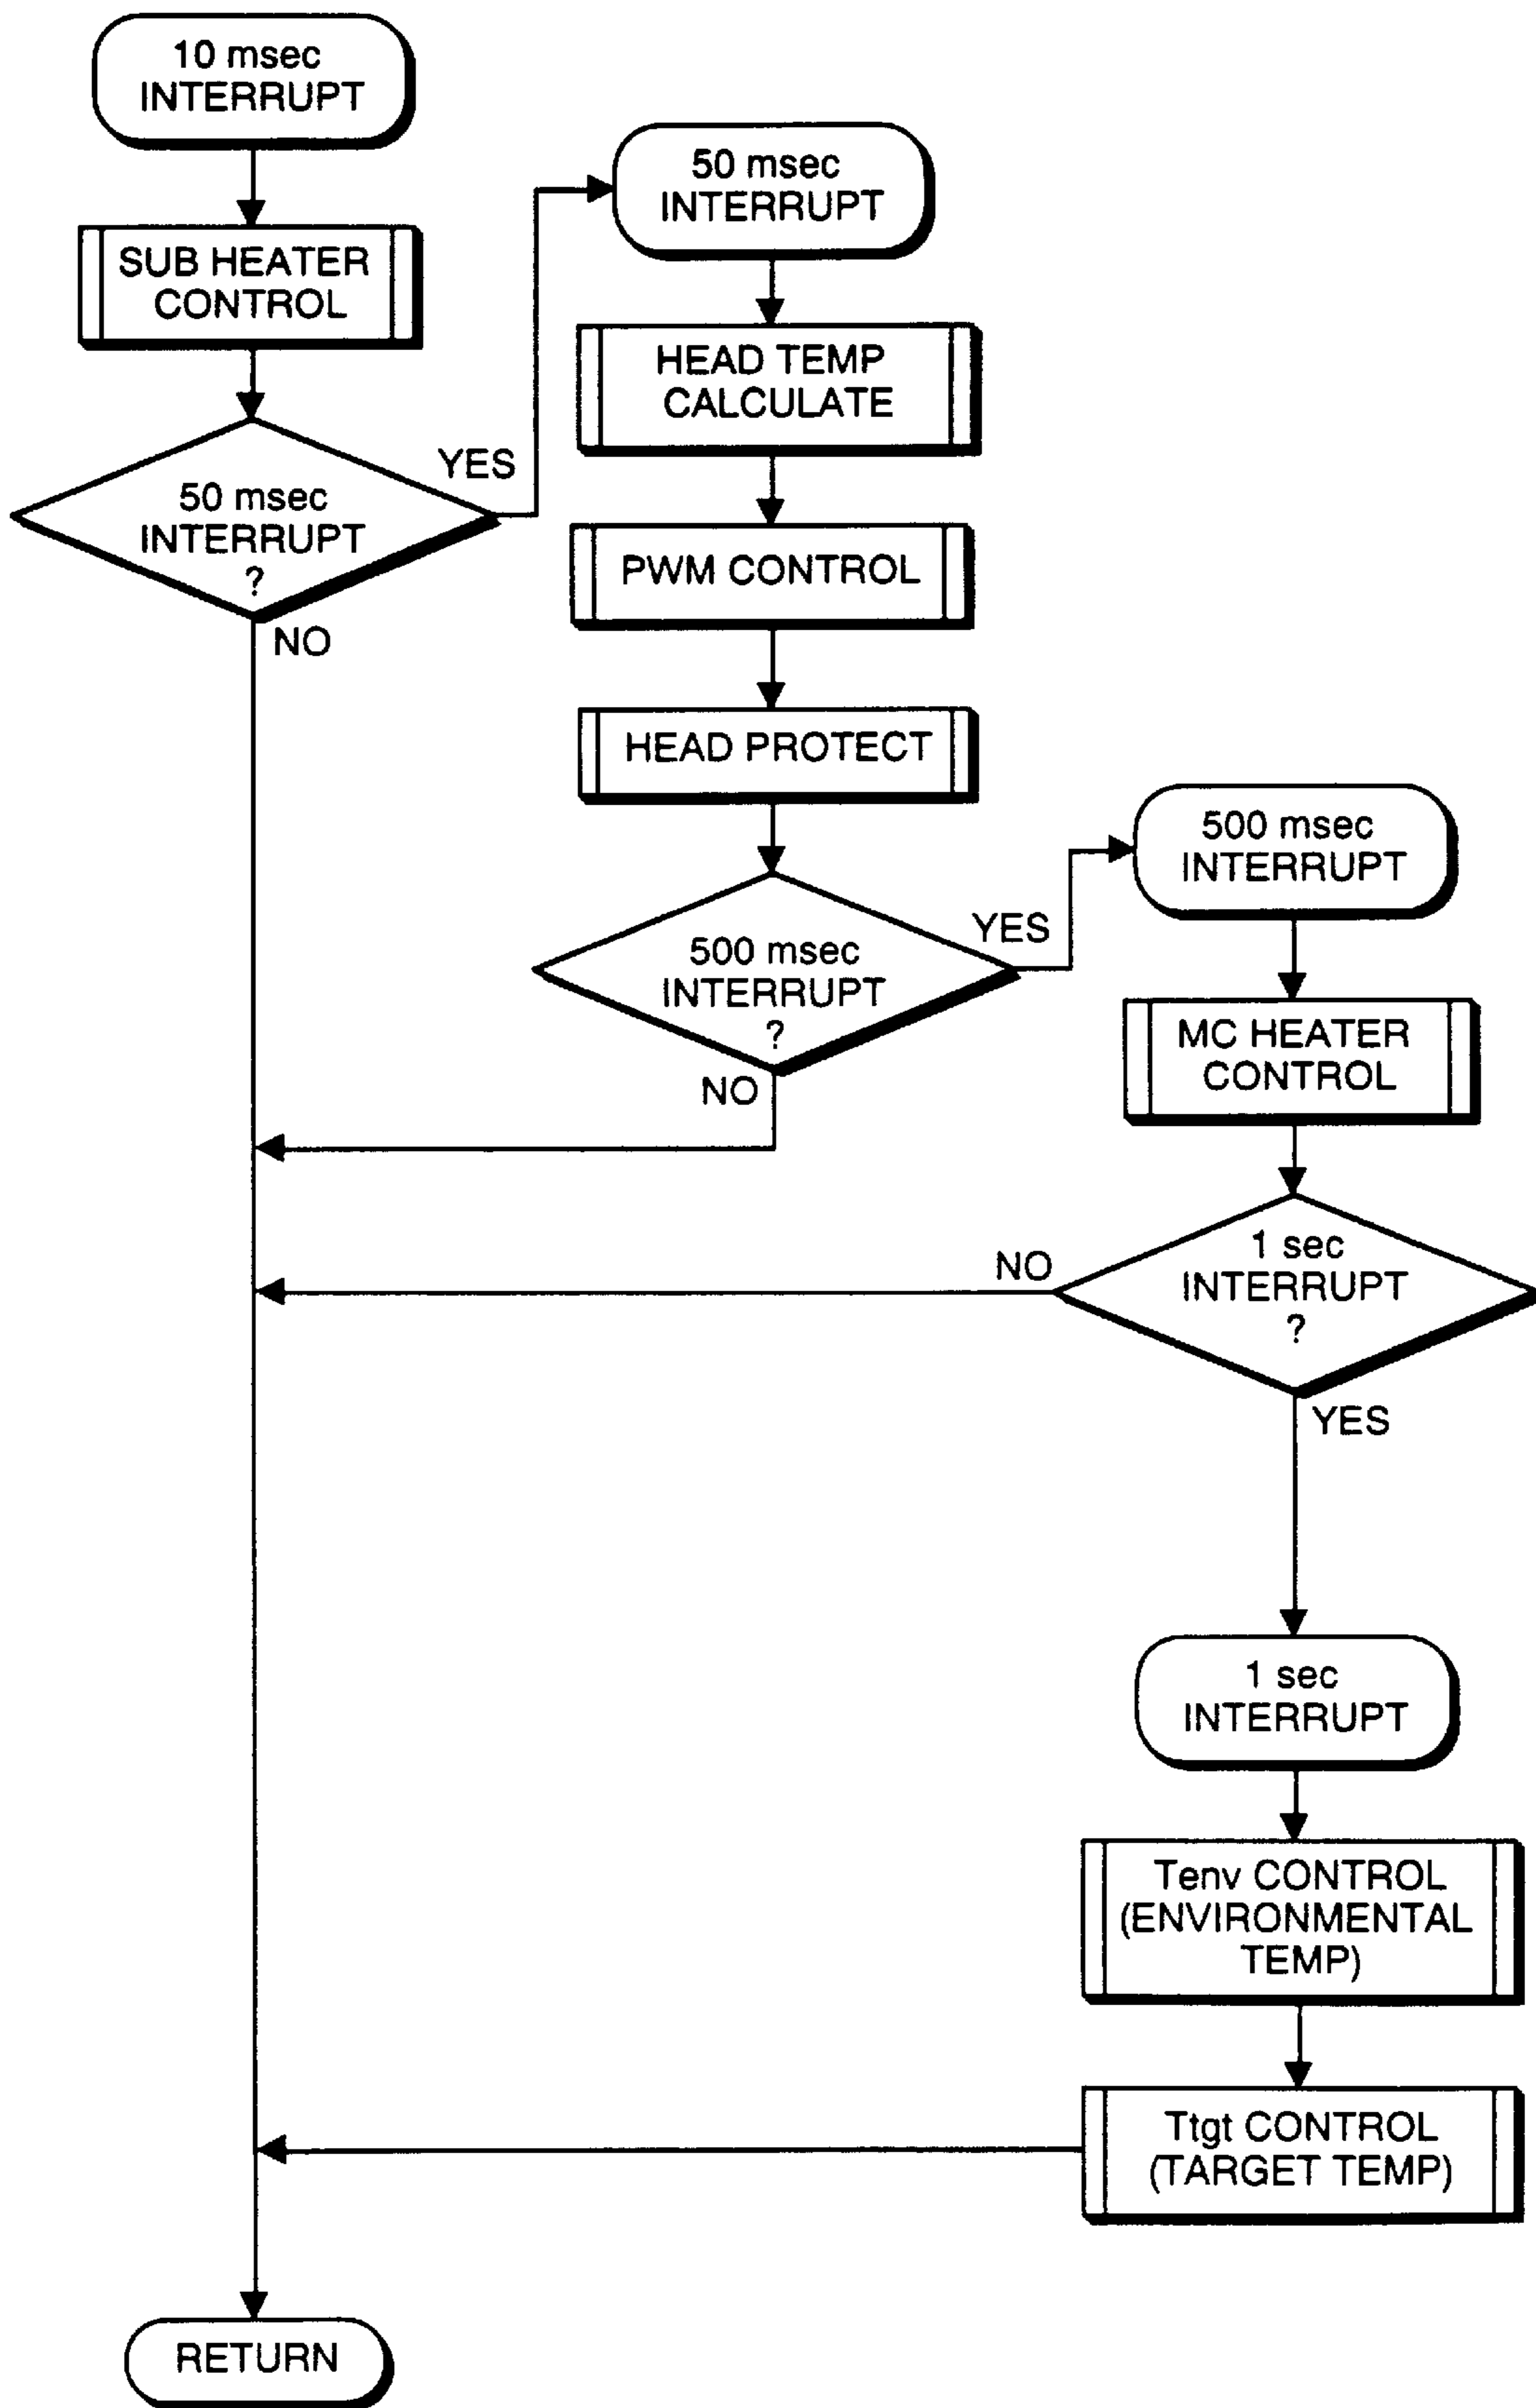 10 msec
INTERRUPT
SUB HEATER
CONTROL
50 msec
INTERRUPT
?
YES
NO
50 msec
INTERRUPT
HEAD TEMP
CALCULATE
PWM CONTROL
HEAD PROTECT
500 msec
INTERRUPT
?
YES
NO
500 msec
INTERRUPT
MC HEATER
CONTROL
1 sec
INTERRUPT
?
NO
YES
1 sec
INTERRUPT
Tenv CONTROL
(ENVIRONMENTAL
TEMP)
Ttgt CONTROL
(TARGET TEMP)
RETURN